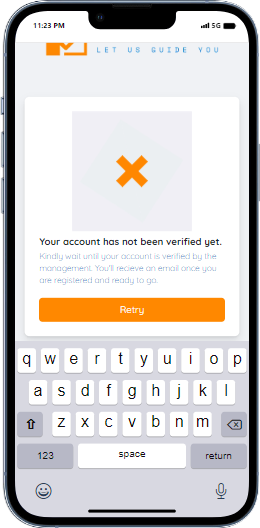 11:23 PM 5G
LET US GUIDE YOU
Your account has not been verified yet.
Kindly wait until your account is verified by the
management. You'll recieve an email once you
are registered and ready to go.
Retry
q w e r t y u i o p
a s d f g h j k l
z x c v b n m
123 space return